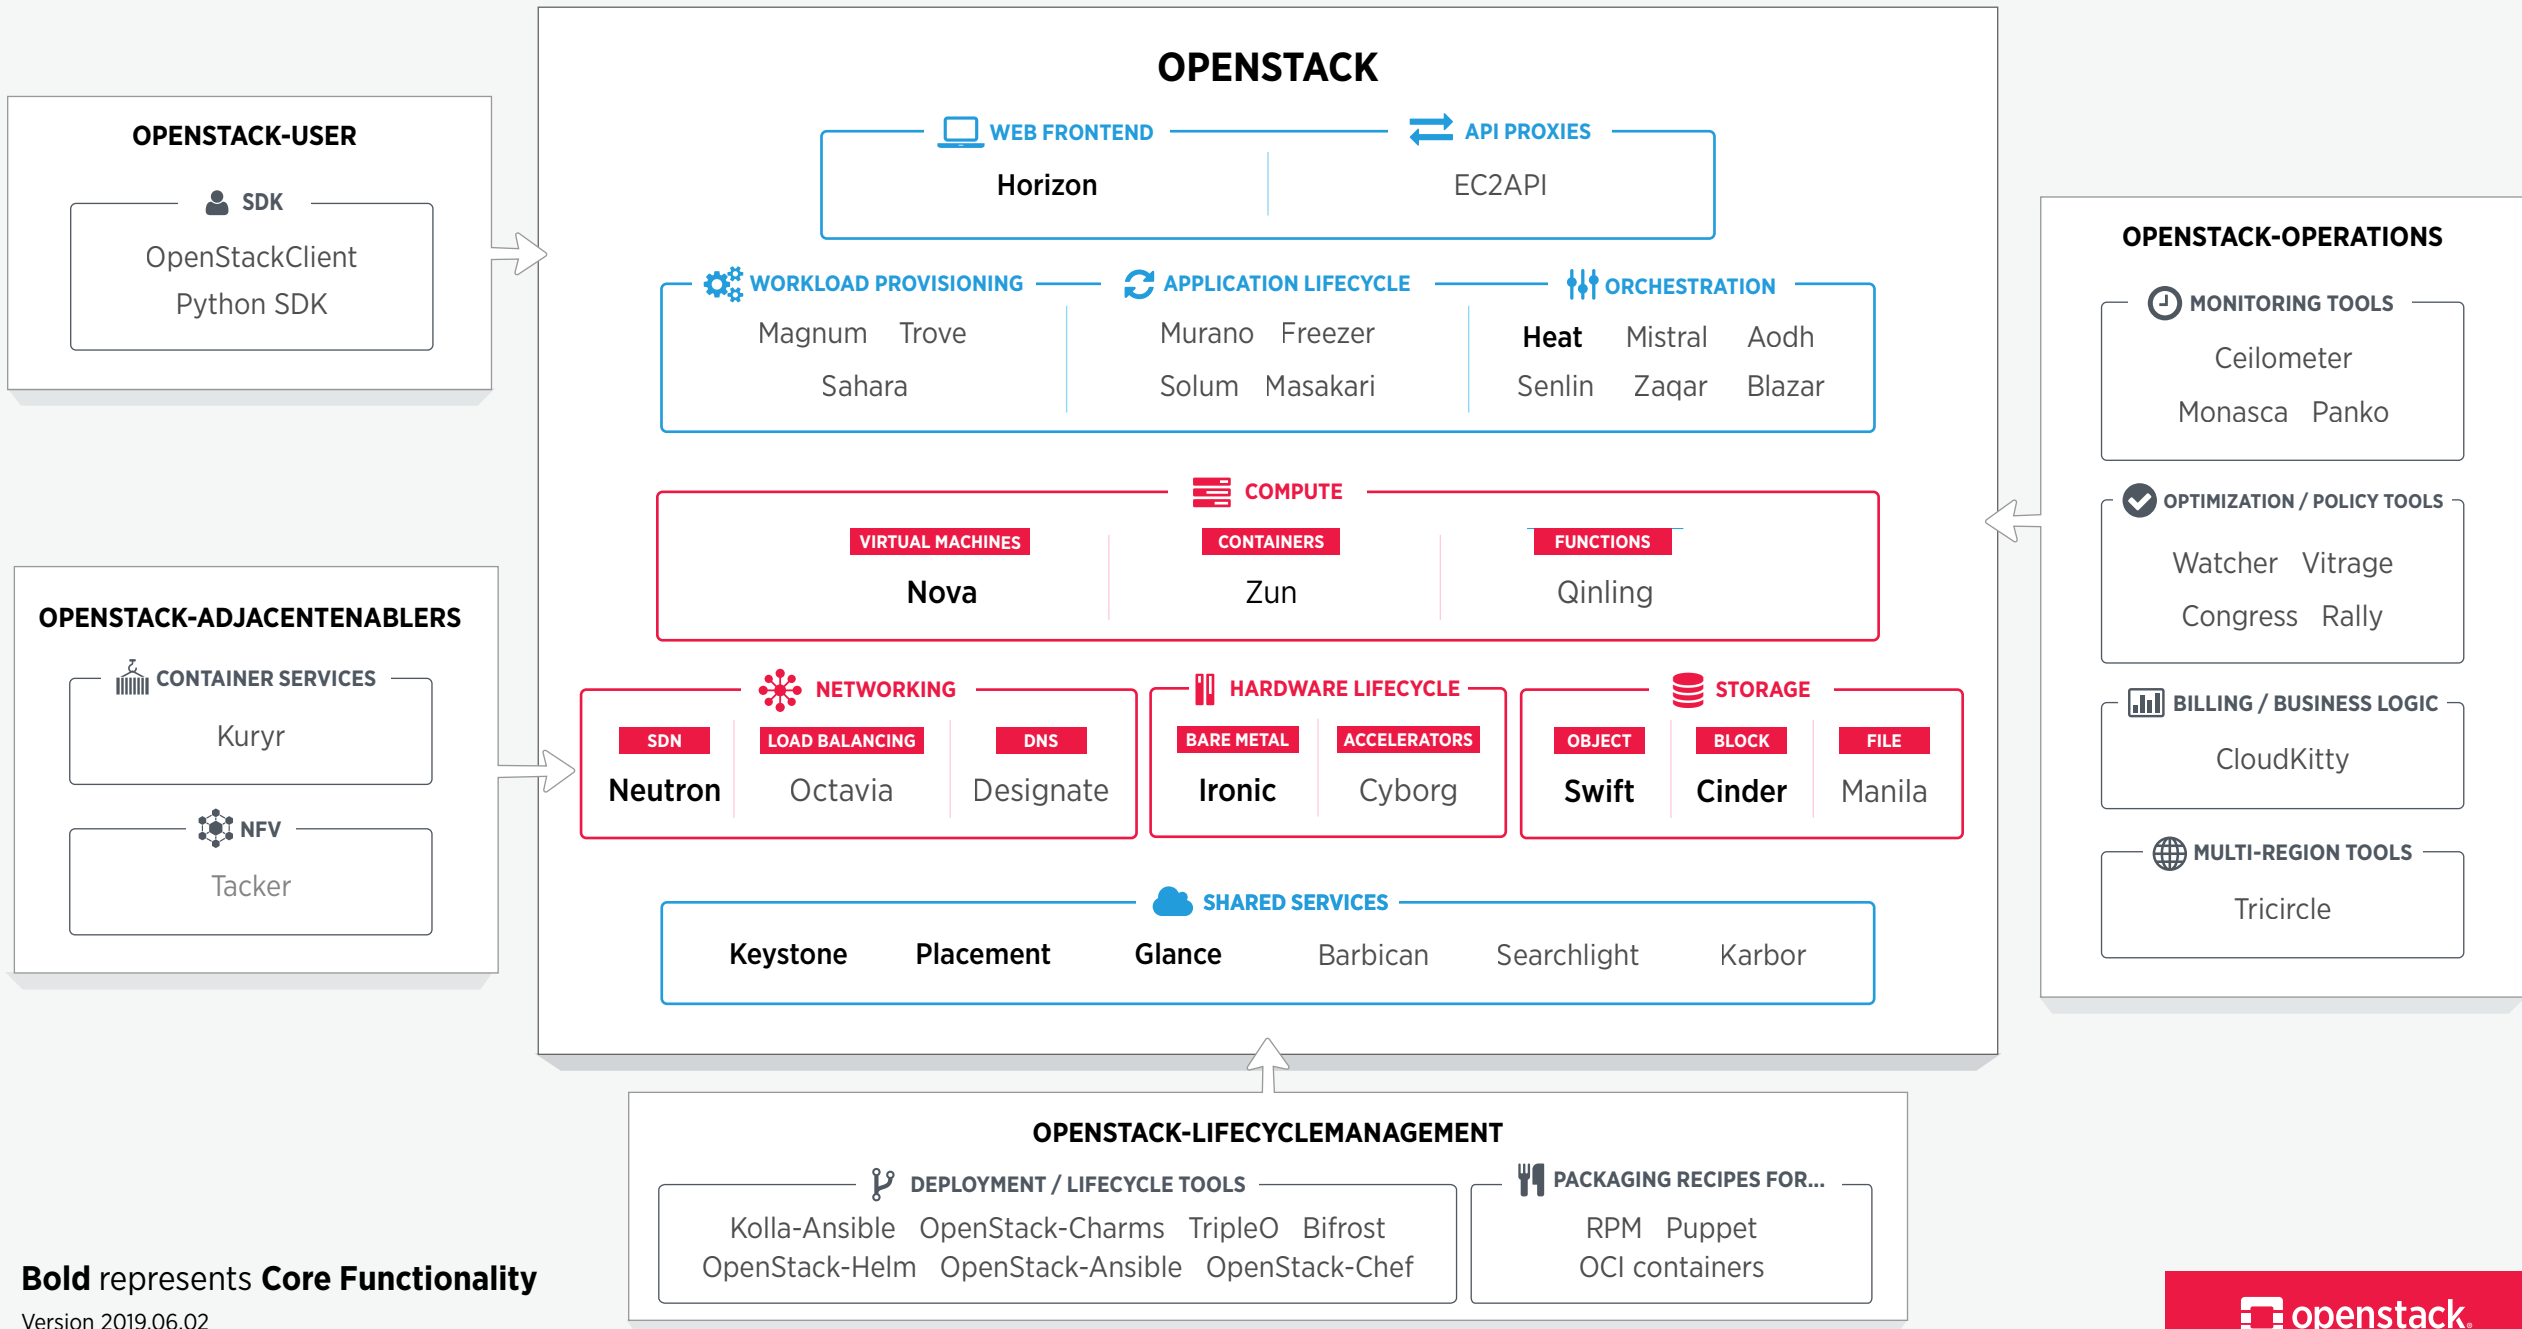 OPENSTACK
WEB FRONTEND
API PROXIES
Horizon
EC2API
WORKLOAD PROVISIONING
APPLICATION LIFECYCLE
ORCHESTRATION
Magnum Trove
Sahara
Murano Freezer
Solum Masakari
Heat Mistral Aodh
Senlin Zaqar Blazar
COMPUTE
VIRTUAL MACHINES
Nova
CONTAINERS
Zun
FUNCTIONS
Qinling
NETWORKING
SDN
Neutron
LOAD BALANCING
Octavia
DNS
Designate
HARDWARE LIFECYCLE
BARE METAL
Ironic
ACCELERATORS
Cyborg
STORAGE
OBJECT
Swift
BLOCK
Cinder
FILE
Manila
SHARED SERVICES
Keystone Placement Glance Barbican Searchlight Karbor
OPENSTACK-USER
SDK
OpenStackClient
Python SDK
OPENSTACK-ADJACENTENABLERS
CONTAINER SERVICES
Kuryr
NFV
Tacker
OPENSTACK-OPERATIONS
MONITORING TOOLS
Ceilometer
Monasca Panko
OPTIMIZATION / POLICY TOOLS
Watcher Vitrage
Congress Rally
BILLING / BUSINESS LOGIC
CloudKitty
MULTI-REGION TOOLS
Tricircle
OPENSTACK-LIFECYCLEMANAGEMENT
DEPLOYMENT / LIFECYCLE TOOLS
Kolla-Ansible OpenStack-Charms TripleO Bifrost
OpenStack-Helm OpenStack-Ansible OpenStack-Chef
PACKAGING RECIPES FOR...
RPM Puppet
OCI containers
Bold represents Core Functionality
Version 2019.06.02
openstack.